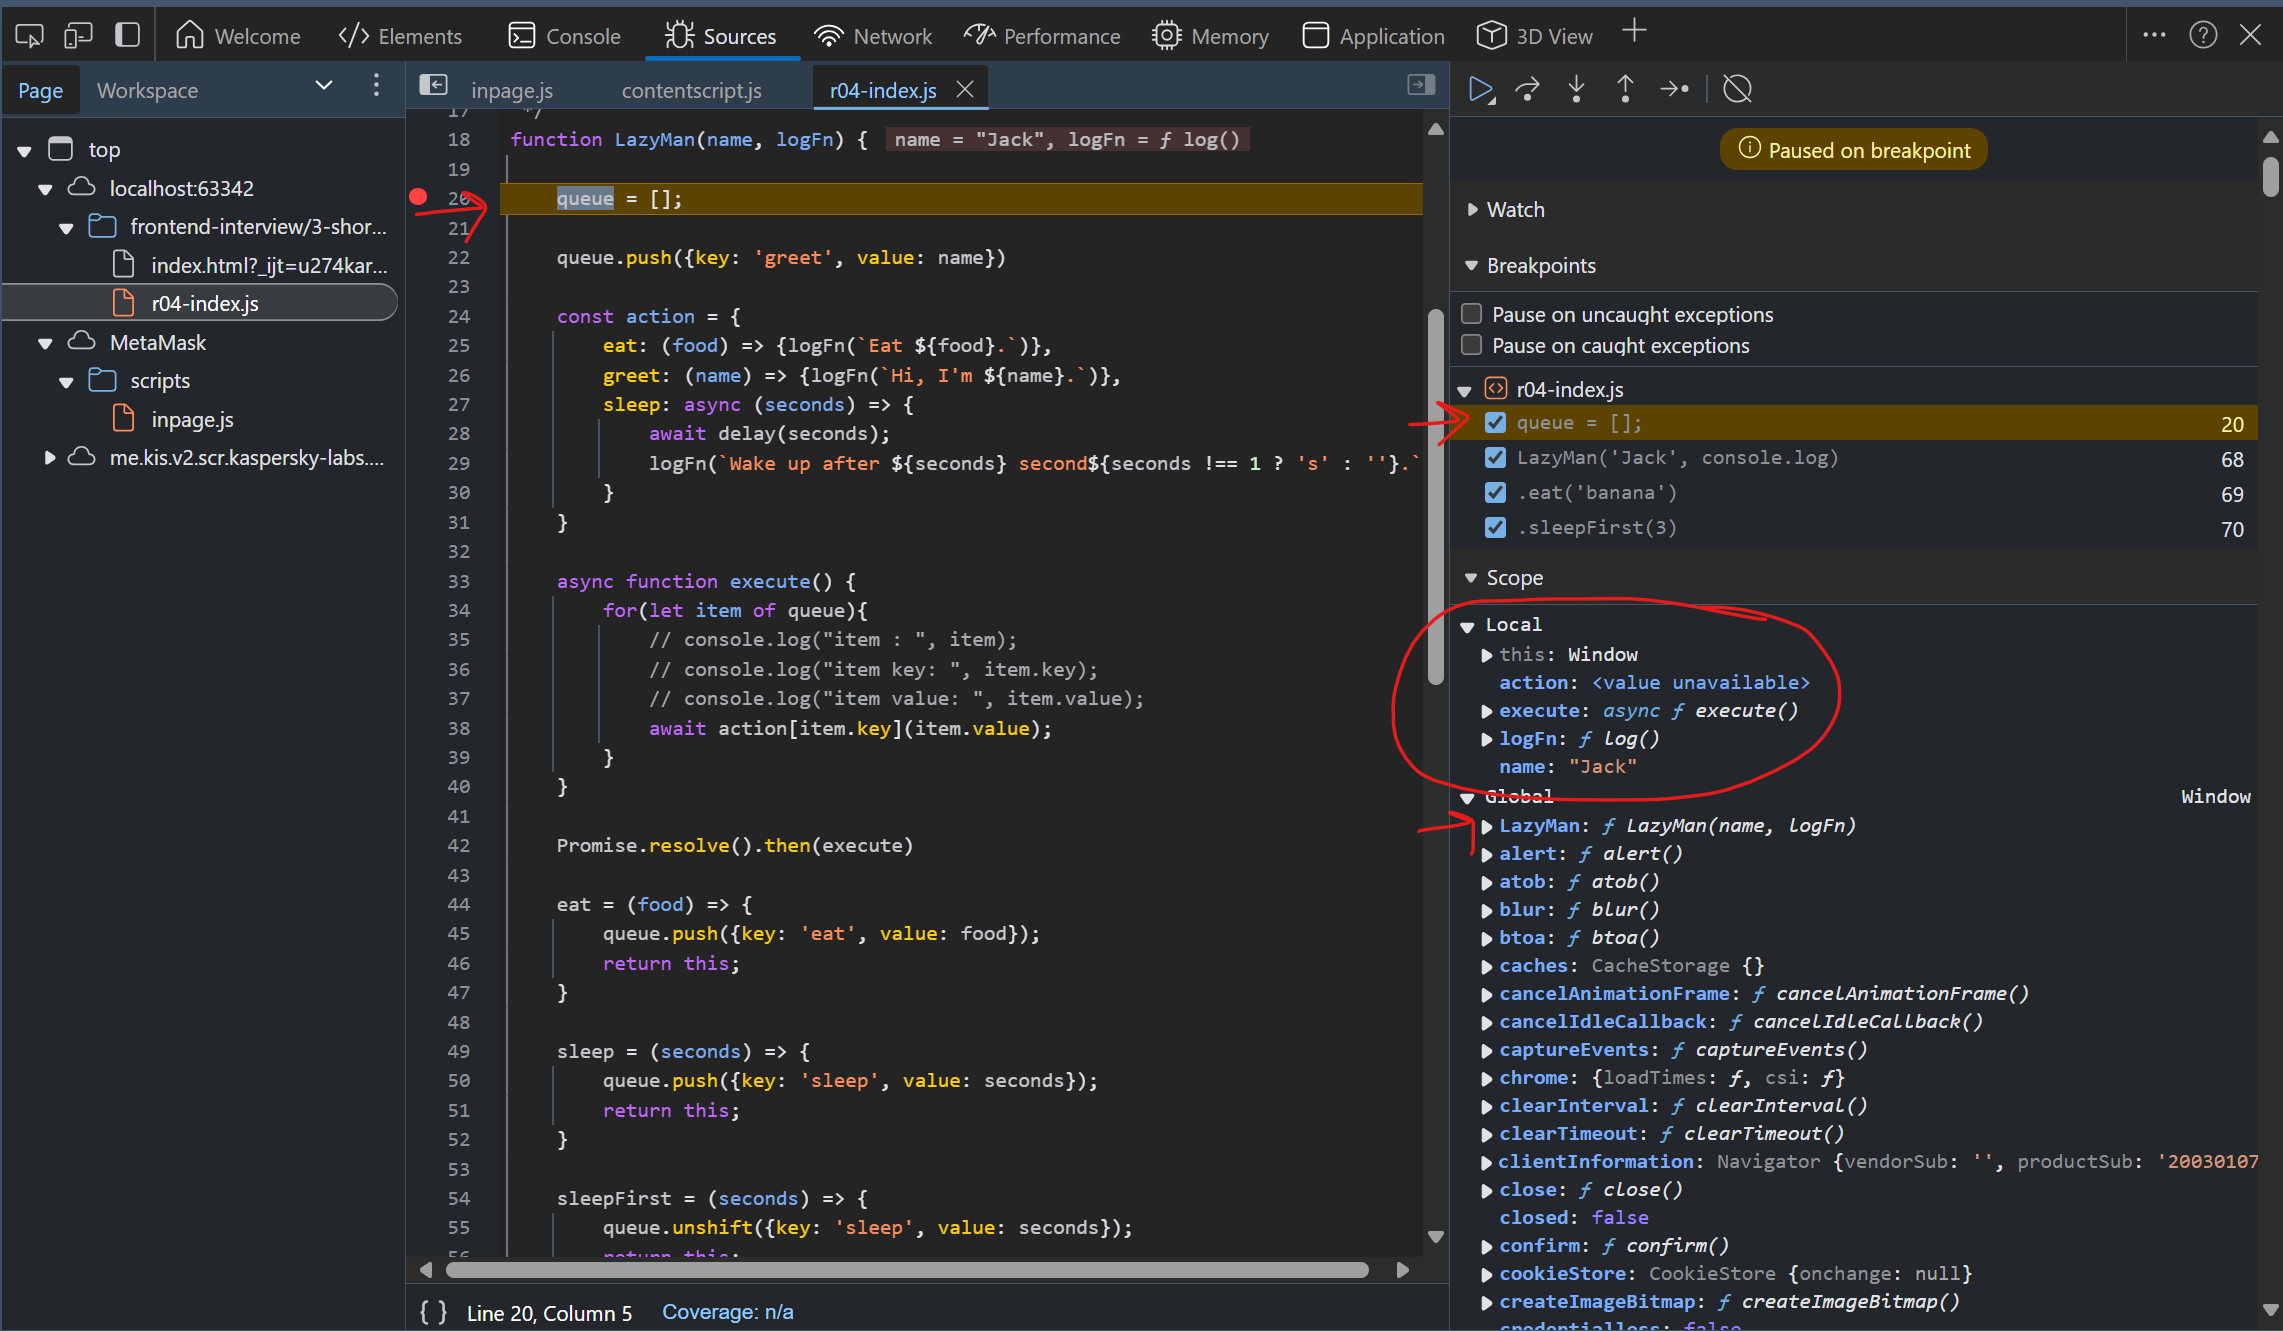 Welcome
Elements
Console
Sources
Network
Performance
Memory
Application
3D View
Page
Workspace
top
localhost:63342
frontend-interview/3-shor...
index.html?_ijt=u274kar...
r04-index.js
MetaMask
scripts
inpage.js
me.kis.v2.scr.kaspersky-labs....
inpage.js
contentscript.js
r04-index.js
17 */
18 function LazyMan(name, logFn) { name = "Jack", logFn = ƒ log()
19
20 queue = [];
21
22 queue.push({key: 'greet', value: name})
23
24 const action = {
25 eat: (food) => {logFn(`Eat ${food}.`)},
26 greet: (name) => {logFn(`Hi, I'm ${name}.`)},
27 sleep: async (seconds) => {
28 await delay(seconds);
29 logFn(`Wake up after ${seconds} second${seconds !== 1 ? 's' : ''}.`
30 }
31 }
32
33 async function execute() {
34 for(let item of queue){
35 // console.log("item : ", item);
36 // console.log("item key: ", item.key);
37 // console.log("item value: ", item.value);
38 await action[item.key](item.value);
39 }
40 }
41
42 Promise.resolve().then(execute)
43
44 eat = (food) => {
45 queue.push({key: 'eat', value: food});
46 return this;
47 }
48
49 sleep = (seconds) => {
50 queue.push({key: 'sleep', value: seconds});
51 return this;
52 }
53
54 sleepFirst = (seconds) => {
55 queue.unshift({key: 'sleep', value: seconds});
56 return this;
{ } Line 20, Column 5 Coverage: n/a
Paused on breakpoint
Watch
Breakpoints
Pause on uncaught exceptions
Pause on caught exceptions
r04-index.js
queue = []; 20
LazyMan('Jack', console.log) 68
.eat('banana') 69
.sleepFirst(3) 70
Scope
Local
this: Window
action: <value unavailable>
execute: async ƒ execute()
logFn: ƒ log()
name: "Jack"
Global Window
LazyMan: ƒ LazyMan(name, logFn)
alert: ƒ alert()
atob: ƒ atob()
blur: ƒ blur()
btoa: ƒ btoa()
caches: CacheStorage {}
cancelAnimationFrame: ƒ cancelAnimationFrame()
cancelIdleCallback: ƒ cancelIdleCallback()
captureEvents: ƒ captureEvents()
chrome: {loadTimes: ƒ, csi: ƒ}
clearInterval: ƒ clearInterval()
clearTimeout: ƒ clearTimeout()
clientInformation: Navigator {vendorSub: '', productSub: '20030107
close: ƒ close()
closed: false
confirm: ƒ confirm()
cookieStore: CookieStore {onchange: null}
createImageBitmap: ƒ createImageBitmap()
credentialless: false